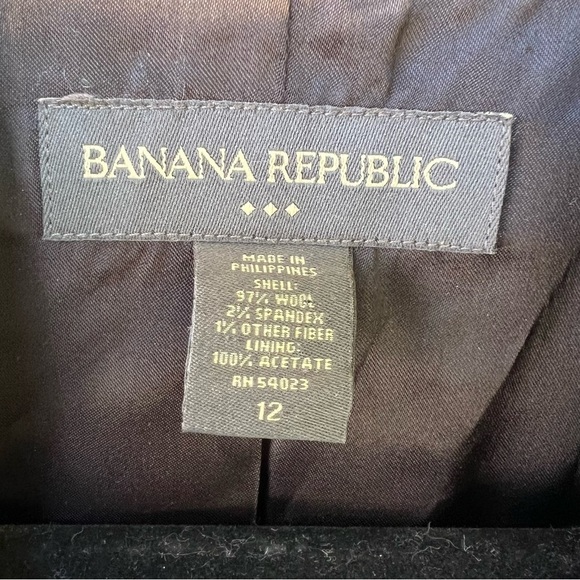 BANANA REPUBLIC
MADE IN
PHILIPPINES
SHELL:
97% WOOL
2% SPANDEX
1% OTHER FIBER
LINING:
100% ACETATE
RN 54023
12